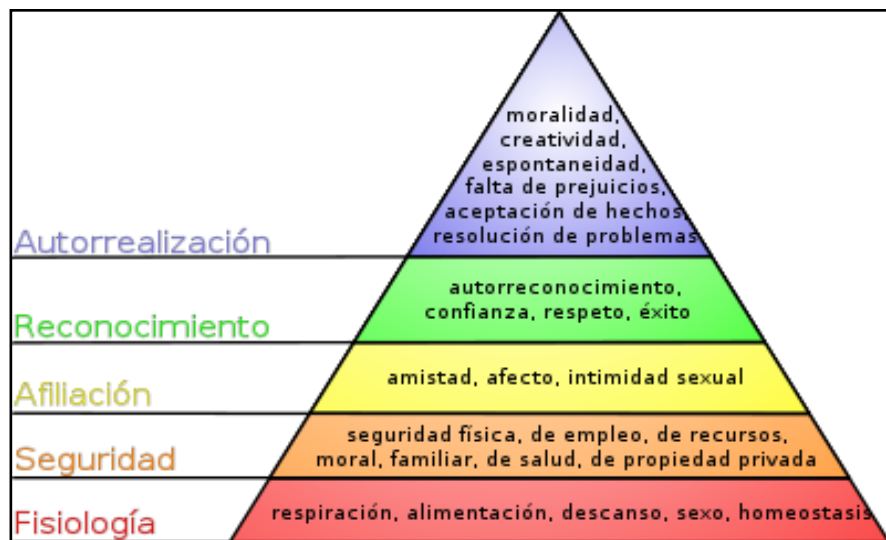 moralidad,
creatividad,
espontaneidad,
falta de prejuicios,
aceptación de hechos,
resolución de problemas
Autorrealización
autorreconocimiento,
confianza, respeto, éxito
Reconocimiento
amistad, afecto, intimidad sexual
Afiliación
seguridad física, de empleo, de recursos,
moral, familiar, de salud, de propiedad privada
Seguridad
respiración, alimentación, descanso, sexo, homeostasis
Fisiología